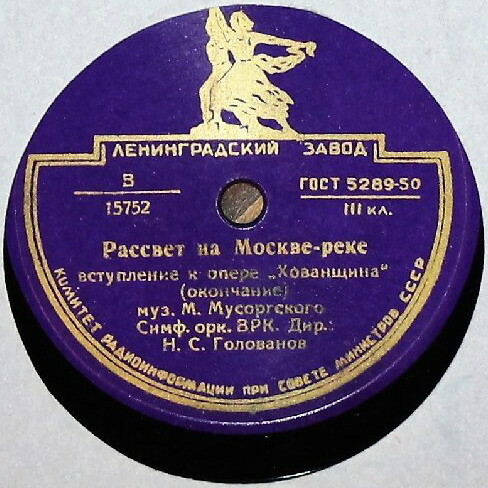 ЛЕНИНГРАДСКИЙ ЗАВОД
В
15752
ГОСТ 5289-50
III кл.
Рассвет на Москве-реке
вступление к опере „Хованщина“
(окончание)
муз. М. Мусоргского
Симф. орк. ВРК. Дир.:
Н. С. Голованов
КОМИТЕТ РАДИОИНФОРМАЦИИ ПРИ СОВЕТЕ МИНИСТРОВ СССР